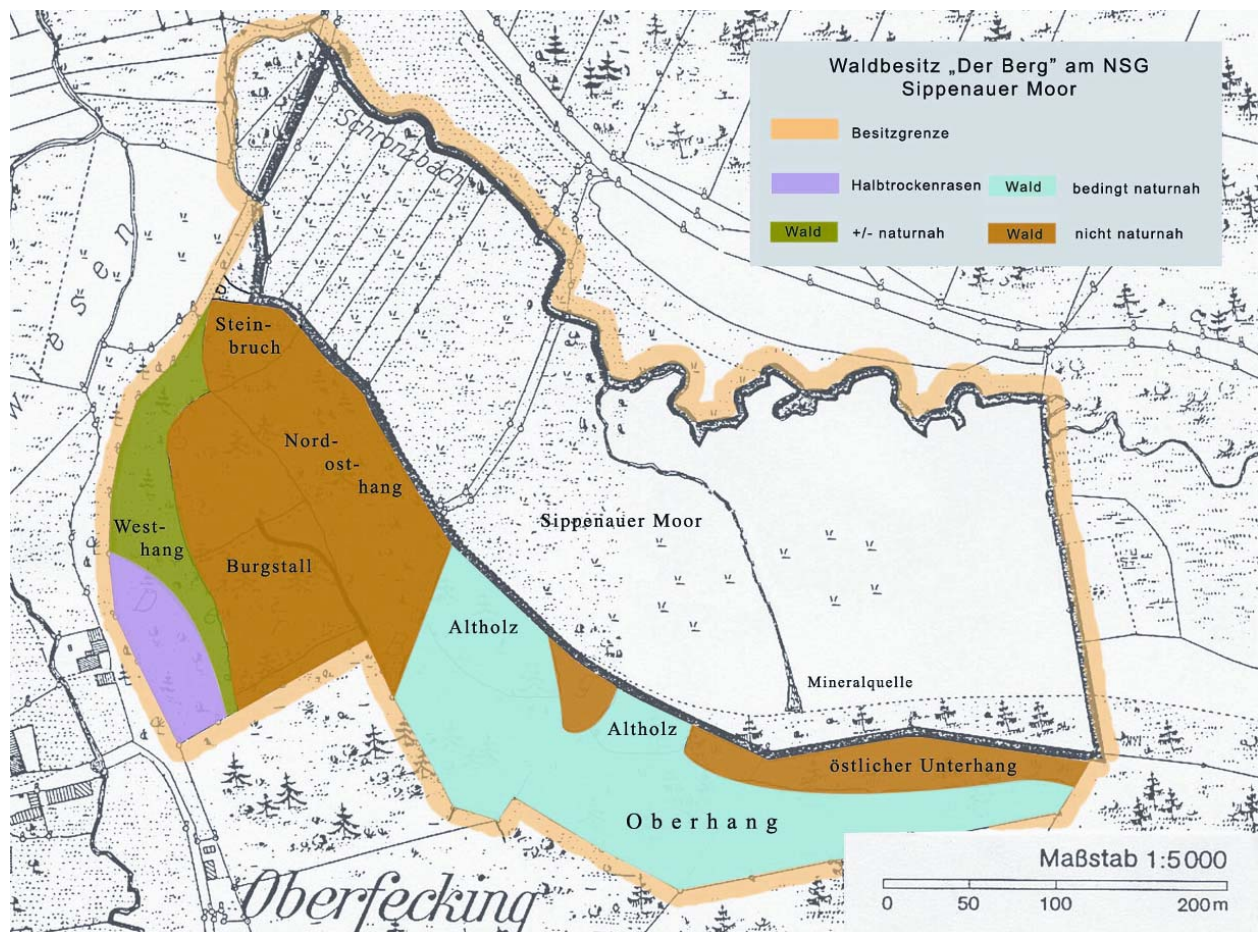 Waldbesitz „Der Berg” am NSG
Sippenauer Moor
Besitzgrenze
Halbtrockenrasen
Wald
bedingt naturnah
Wald
+/- naturnah
Wald
nicht naturnah
Schronzbach
W i e s e n
Stein-
bruch
Nord-
ost-
hang
West-
hang
Burgstall
Sippenauer Moor
Altholz
Mineralquelle
Altholz
östlicher Unterhang
Oberhang
Oberfecking
Maßstab 1:5000
0 50 100 200 m